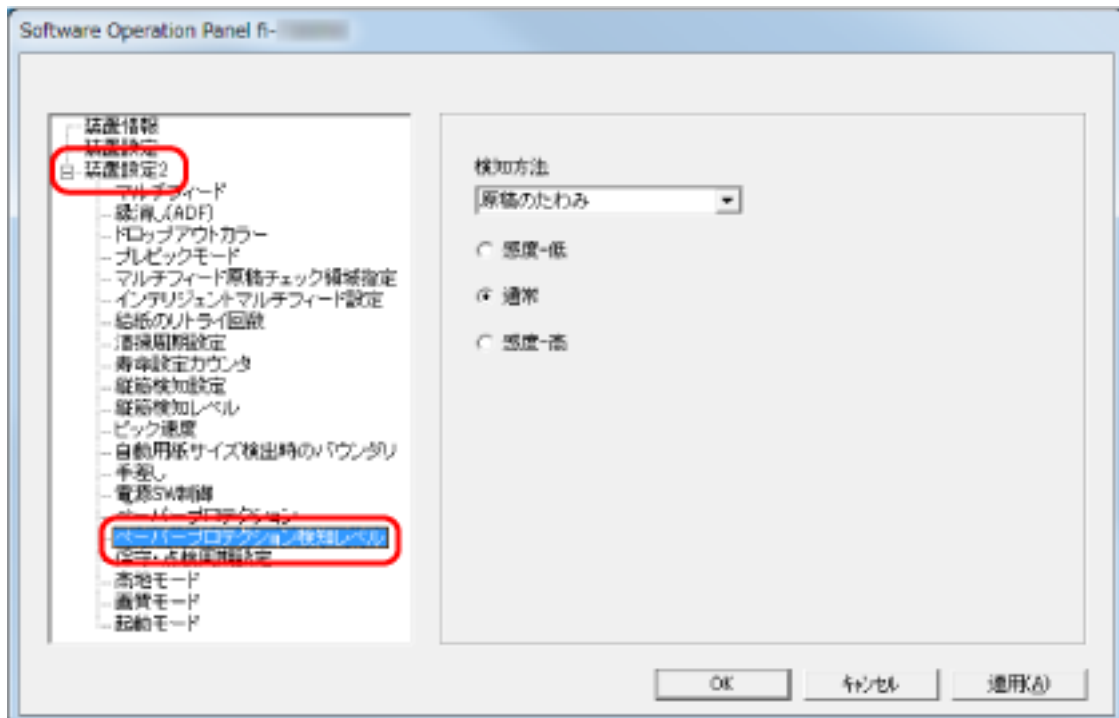 Software Operation Panel fi-
装置情報
装置設定
装置設定2
マルチフィード
縁消し(ADF)
ドロップアウトカラー
プレピックモード
マルチフィード原稿チェック領域指定
インテリジェントマルチフィード設定
給紙のリトライ回数
清掃周期設定
寿命設定カウンタ
縦筋検知設定
縦筋検知レベル
ピック速度
自動用紙サイズ検出時のバウンダリ
手差し
電源SW制御
ペーパープロテクション
ペーパープロテクション検知レベル
保守・点検周期設定
高地モード
画質モード
起動モード
検知方法
原稿のたわみ
感度-低
通常
感度-高
OK
キャンセル
適用(A)